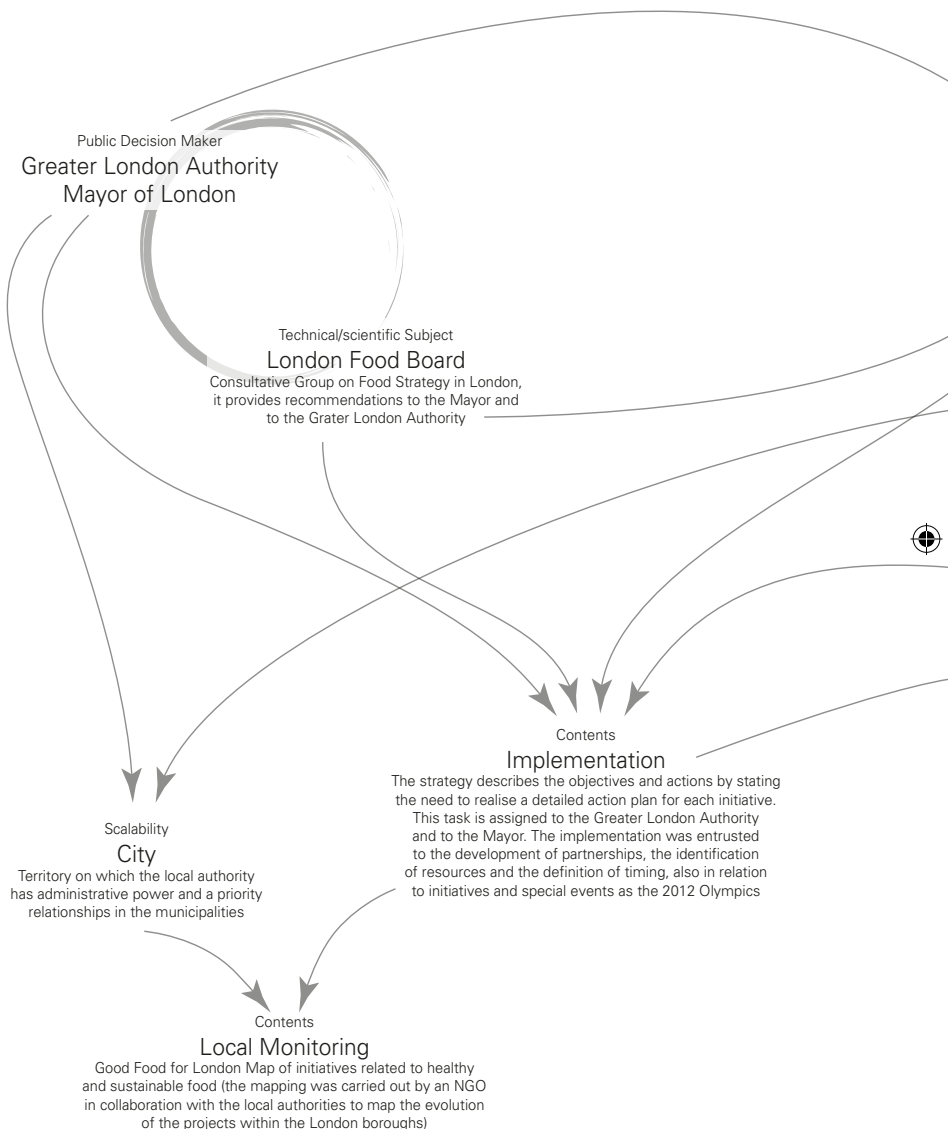 Public Decision Maker
Greater London Authority
Mayor of London
Technical/scientific Subject
London Food Board
Consultative Group on Food Strategy in London,
it provides recommendations to the Mayor and
to the Grater London Authority
Contents
Implementation
The strategy describes the objectives and actions by stating
the need to realise a detailed action plan for each initiative.
This task is assigned to the Greater London Authority
and to the Mayor. The implementation was entrusted
to the development of partnerships, the identification
of resources and the definition of timing, also in relation
to initiatives and special events as the 2012 Olympics
Scalability
City
Territory on which the local authority
has administrative power and a priority
relationships in the municipalities
Contents
Local Monitoring
Good Food for London Map of initiatives related to healthy
and sustainable food (the mapping was carried out by an NGO
in collaboration with the local authorities to map the evolution
of the projects within the London boroughs)